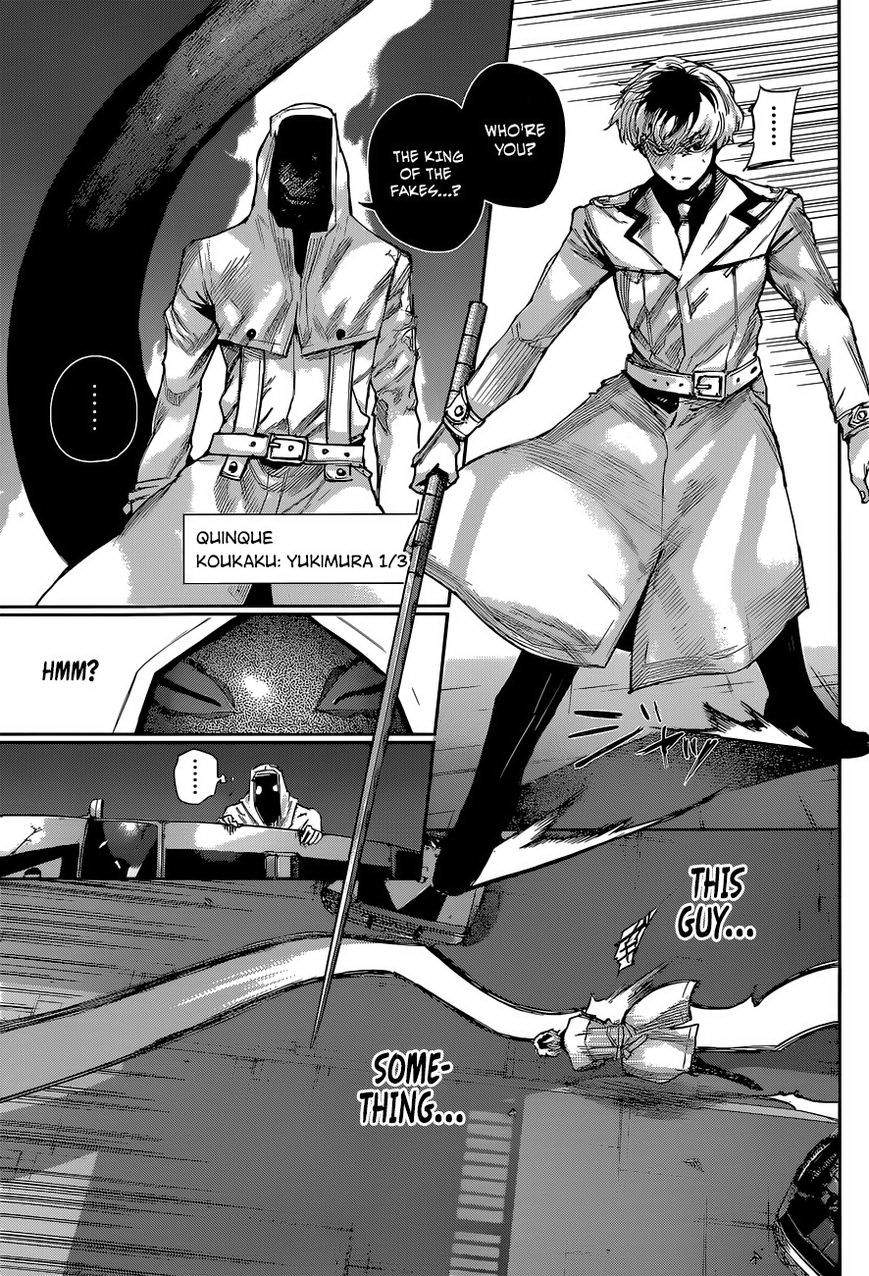 ……
WHO'RE
YOU?
THE KING
OF THE
FAKES...?
……
QUINQUE
KOUKAKU: YUKIMURA 1/3
HMM?
……
THIS
GUY...
SOME-
THING...